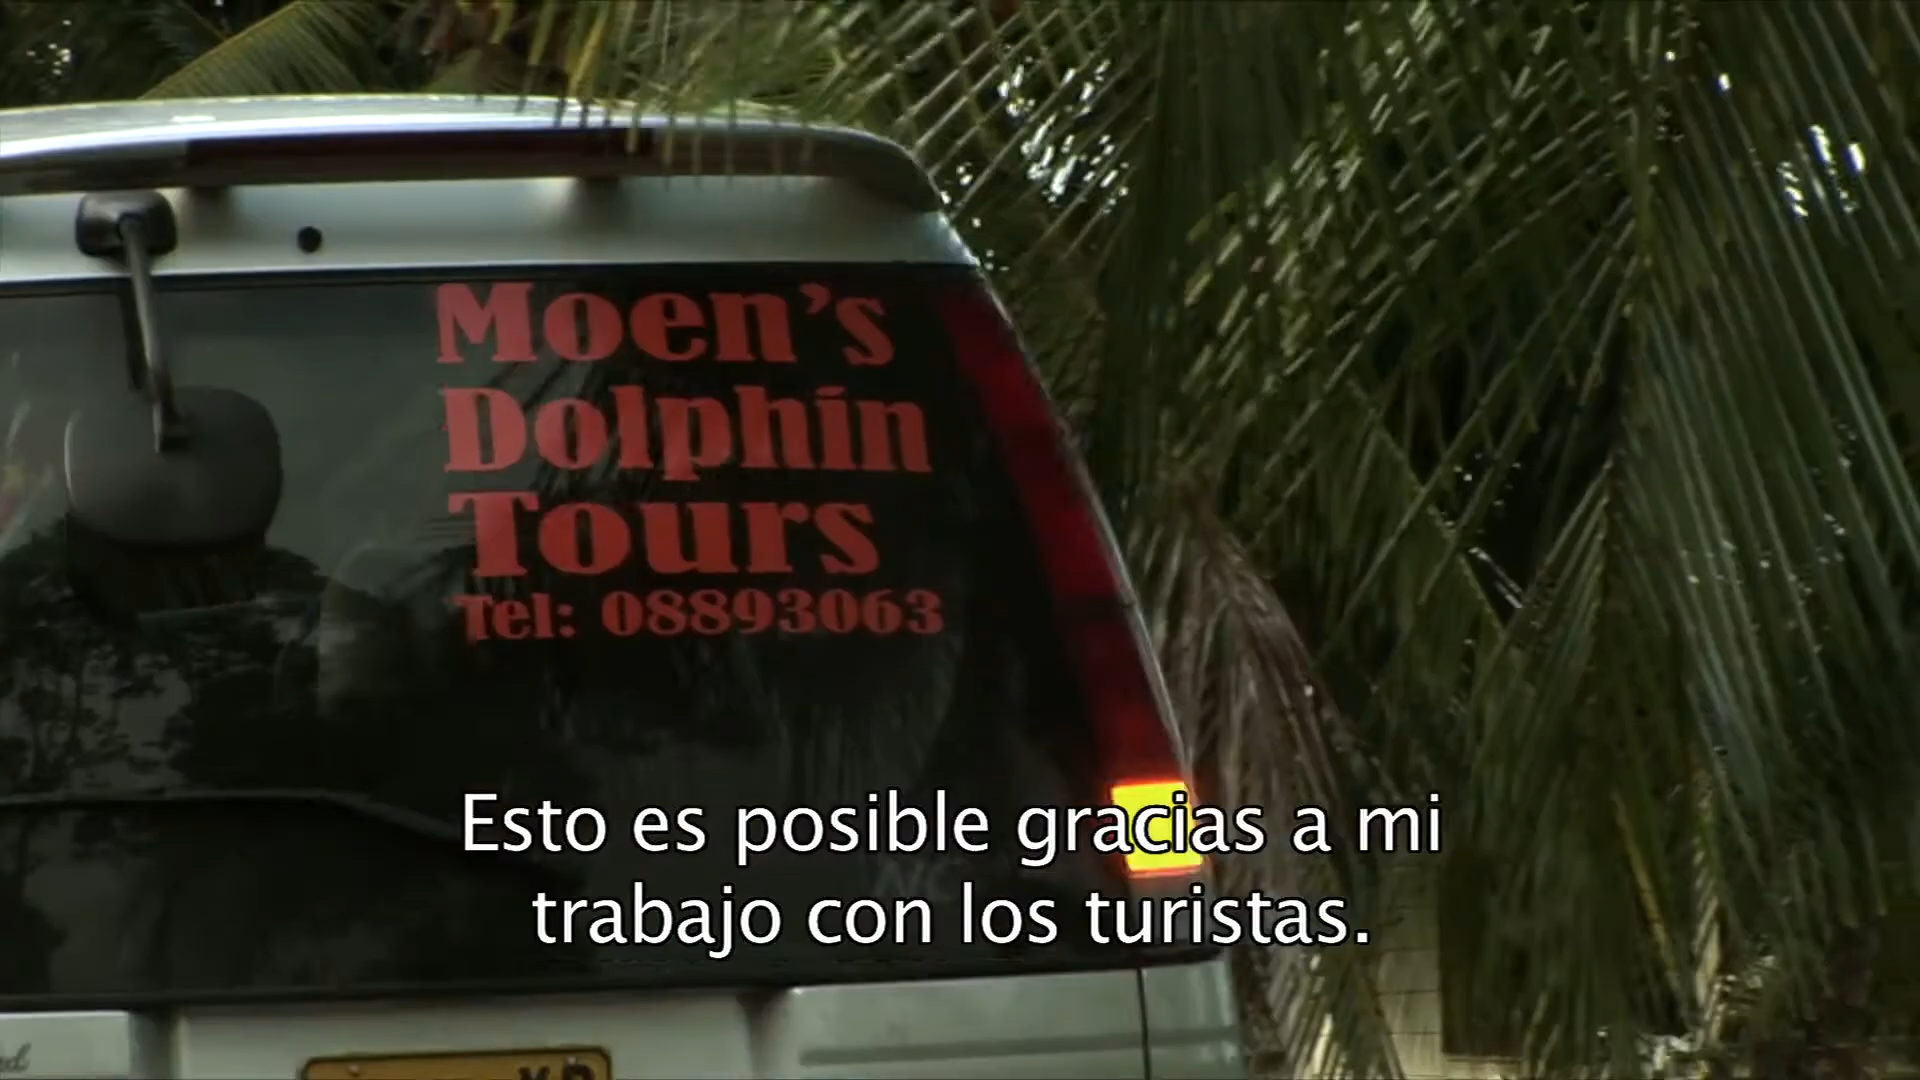 Moen's
Dolphin
Tours
Tel: 08893063
Esto es posible gracias a mi
trabajo con los turistas.